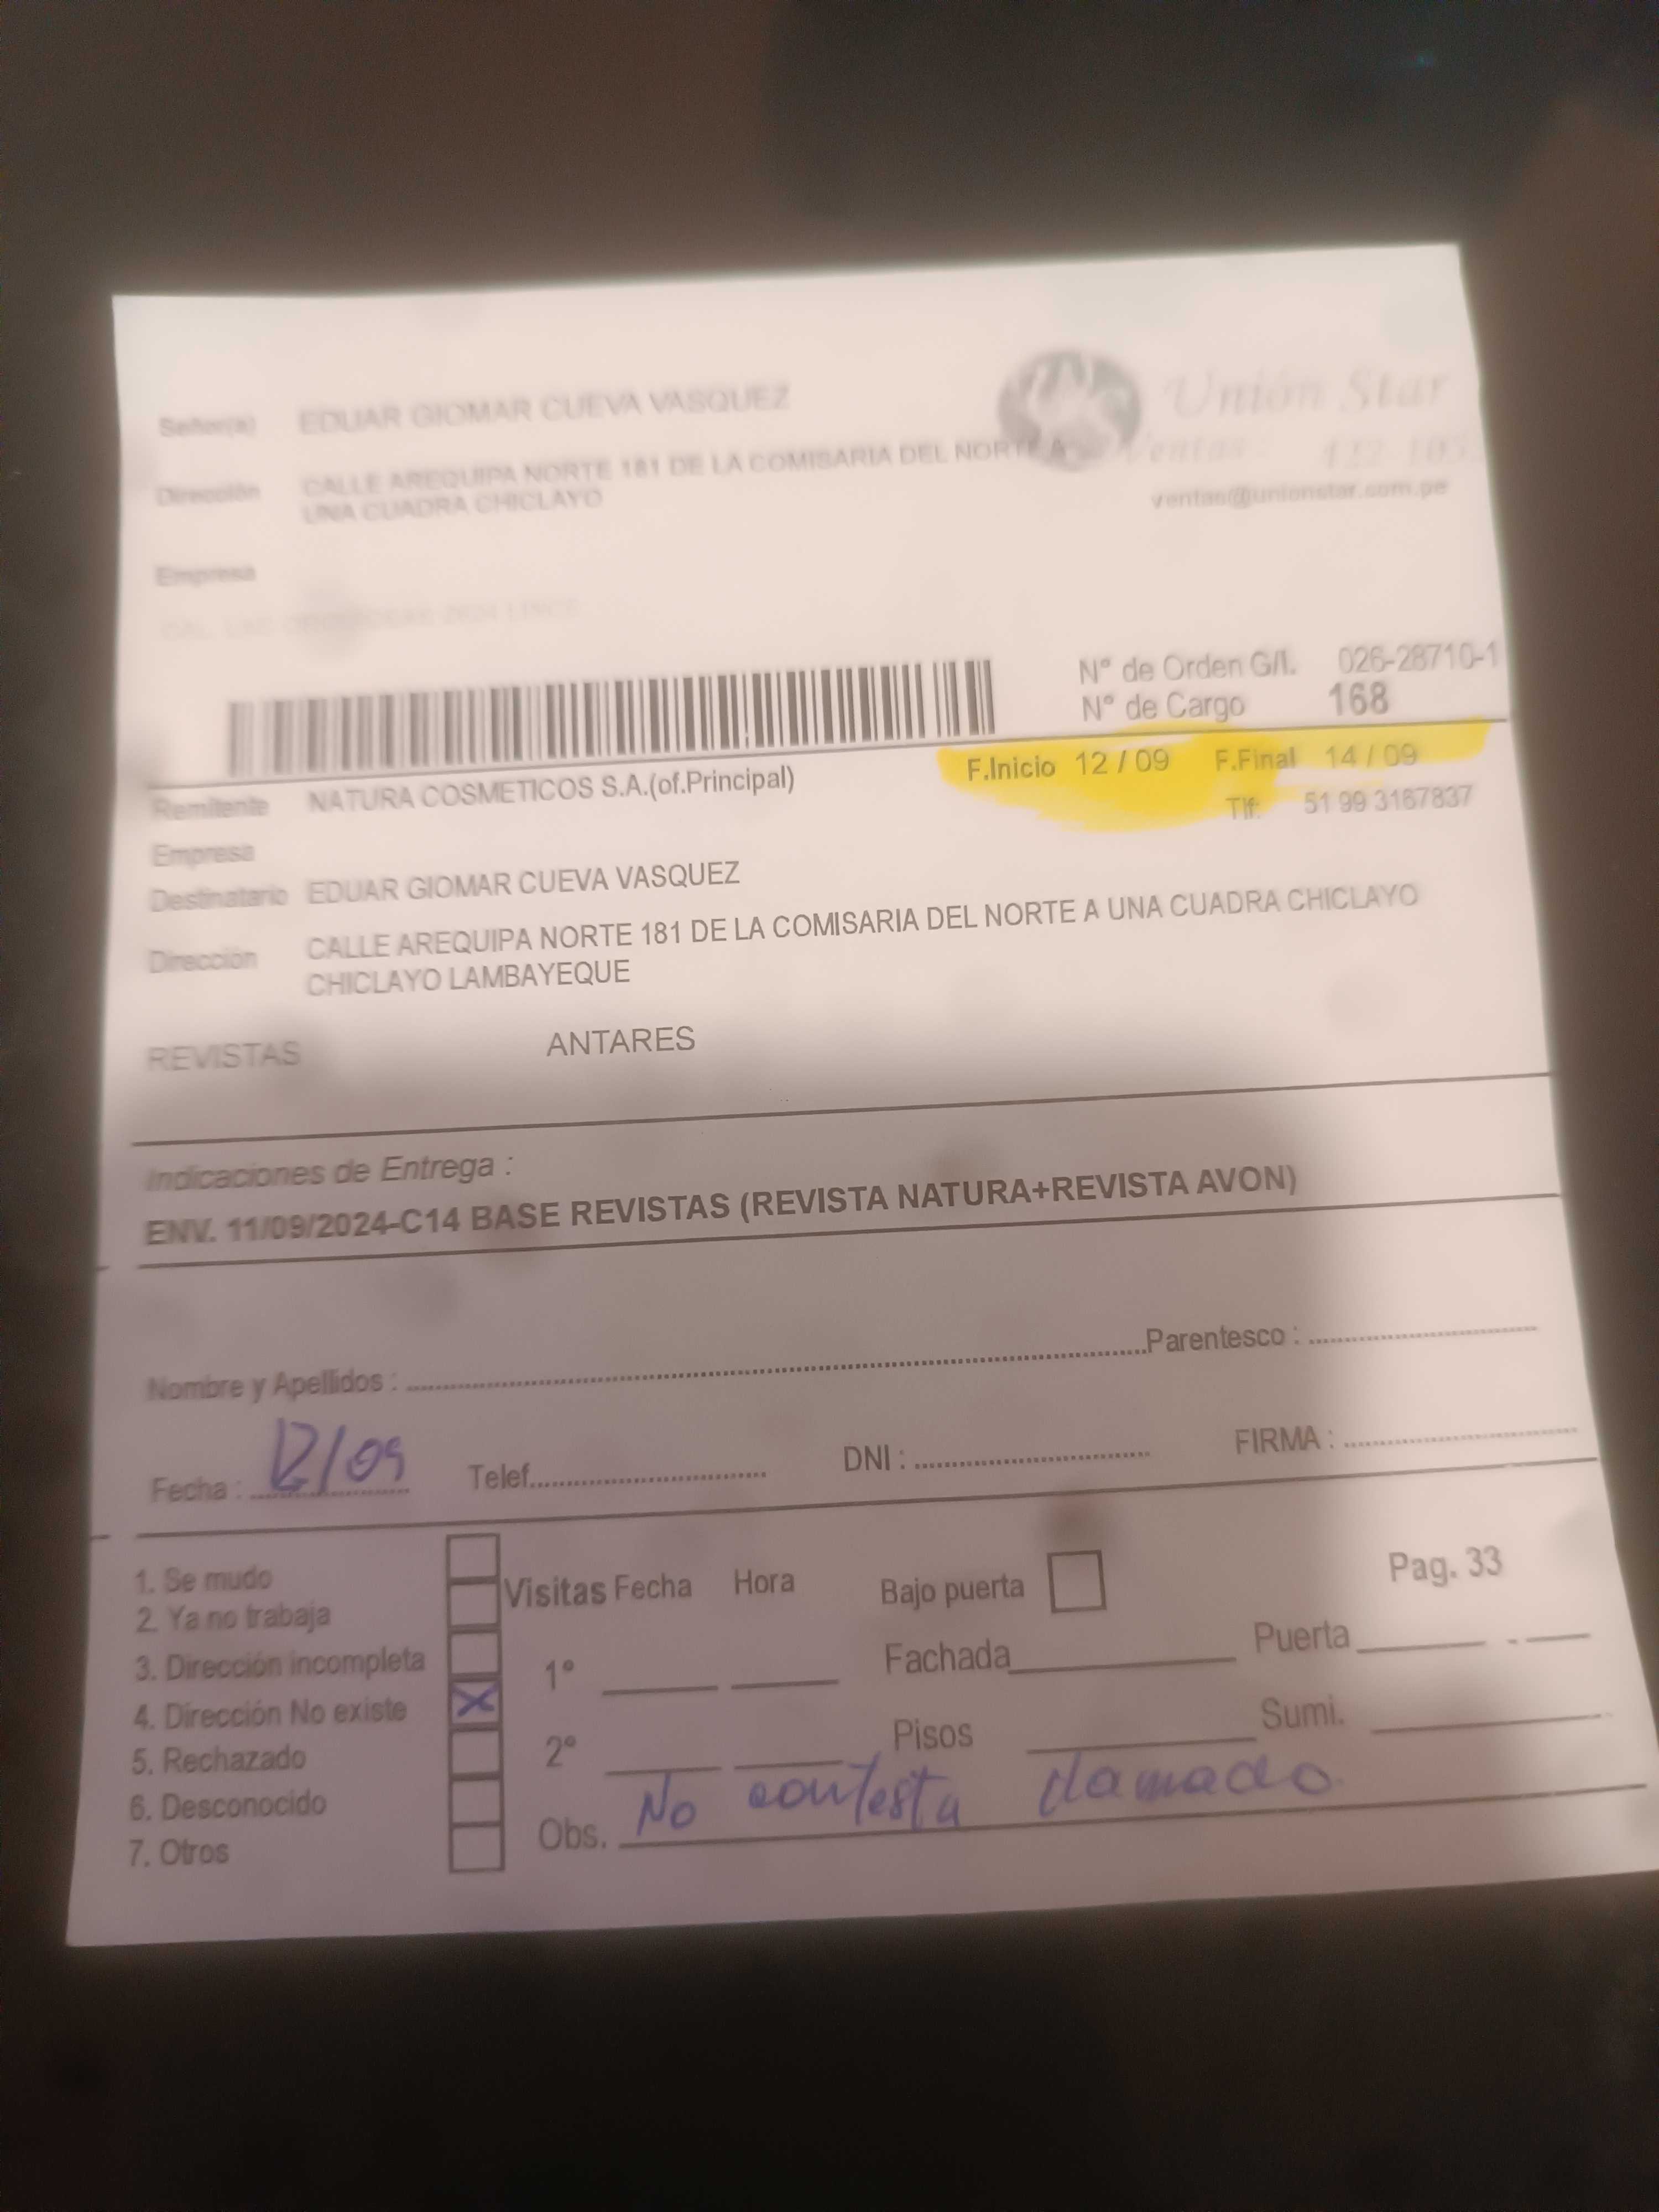 Señor(a) EDUAR GIOMAR CUEVA VASQUEZ
Unión Star
Dirección CALLE AREQUIPA NORTE 181 DE LA COMISARIA DEL NORTE A
Ventas:
UNA CUADRA CHICLAYO
ventas@unionstar.com.pe
Empresa
N° de Orden G/I. 026-28710-1
N° de Cargo 168
F.Inicio 12 / 09 F.Final 14 / 09
Remitente NATURA COSMETICOS S.A.(of.Principal)
Tlf: 51 99 3167837
Empresa
Destinatario EDUAR GIOMAR CUEVA VASQUEZ
Dirección CALLE AREQUIPA NORTE 181 DE LA COMISARIA DEL NORTE A UNA CUADRA CHICLAYO
CHICLAYO LAMBAYEQUE
REVISTAS ANTARES
Indicaciones de Entrega :
ENV. 11/09/2024-C14 BASE REVISTAS (REVISTA NATURA+REVISTA AVON)
Nombre y Apellidos : Parentesco :
Fecha : 12/09 Telef. DNI : FIRMA :
1. Se mudo
2. Ya no trabaja
3. Dirección incompleta
4. Dirección No existe X
5. Rechazado
6. Desconocido
7. Otros
Visitas Fecha Hora Bajo puerta Pag. 33
1° Fachada Puerta
2° Pisos Sumi.
Obs. No contesta llamado